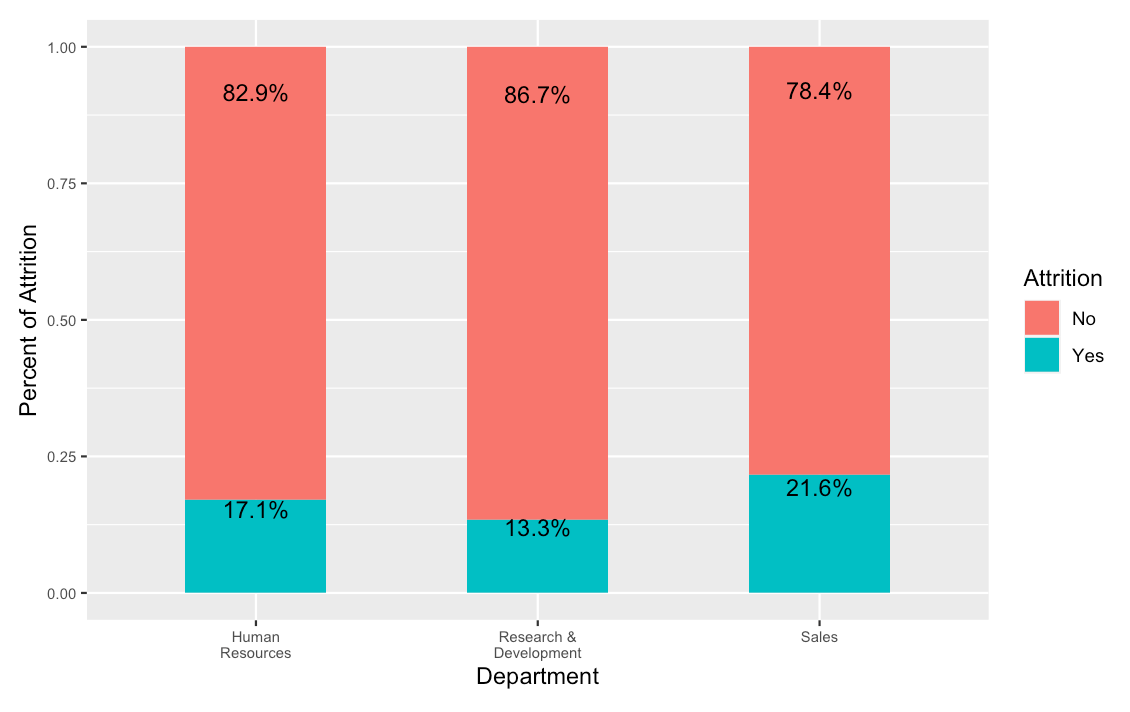 1.00
0.75
0.50
0.25
0.00
Percent of Attrition
82.9%
86.7%
78.4%
17.1%
13.3%
21.6%
Human
Resources
Research &
Development
Sales
Department
Attrition
No
Yes